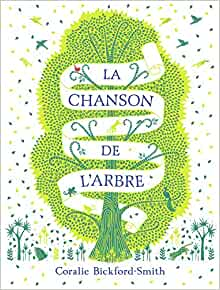 LA
CHANSON
DE
L'ARBRE
Coralie Bickford-Smith